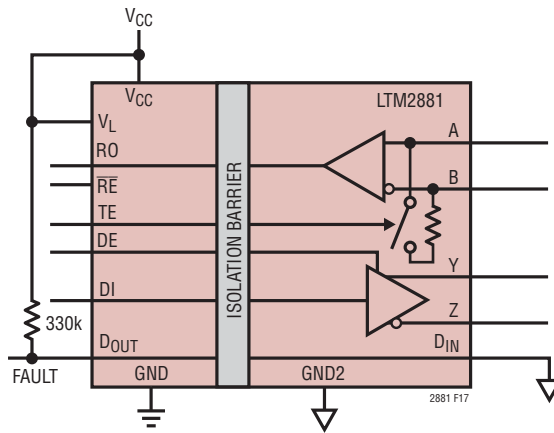 VCC
VCC
LTM2881
VL
A
RO
B
RE
TE
DE
ISOLATION BARRIER
Y
DI
Z
330k
DOUT
DIN
FAULT
GND
GND2
2881 F17